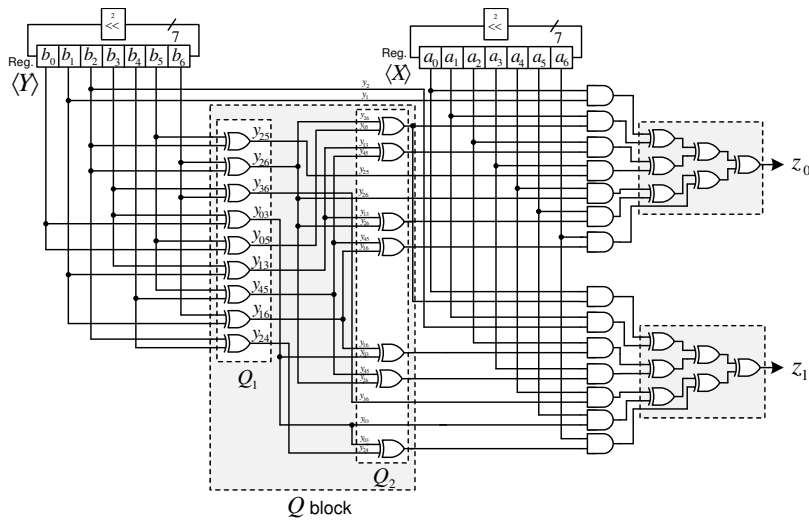 2
<<
7
Reg.
b0 b1 b2 b3 b4 b5 b6
⟨Y⟩
2
<<
7
Reg.
a0 a1 a2 a3 a4 a5 a6
⟨X⟩
y2
y1
y25
y26
y36
y03
y05
y13
y45
y16
y24
Q1
y26
y05
y13
y45
y25
y26
y13
y26
y45
y16
y16
y03
y45
y26
y36
y03
y03
y24
Q2
Q block
z0
z1